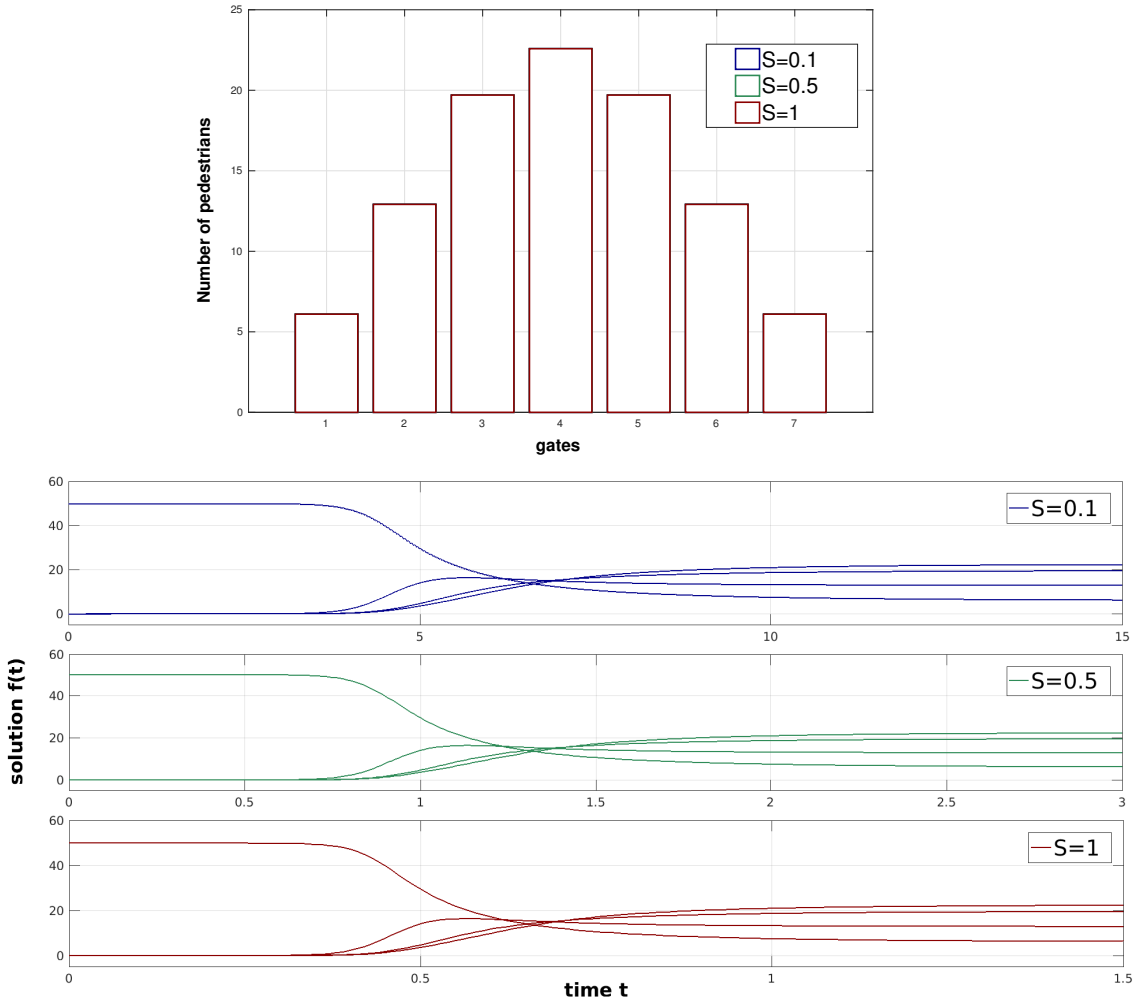 25
20
15
10
5
0
Number of pedestrians
S=0.1
S=0.5
S=1
1 2 3 4 5 6 7
gates
60
40
20
0
S=0.1
0 5 10 15
60
40
20
0
S=0.5
0 0.5 1 1.5 2 2.5 3
solution f(t)
60
40
20
0
S=1
0 0.5 1 1.5
time t